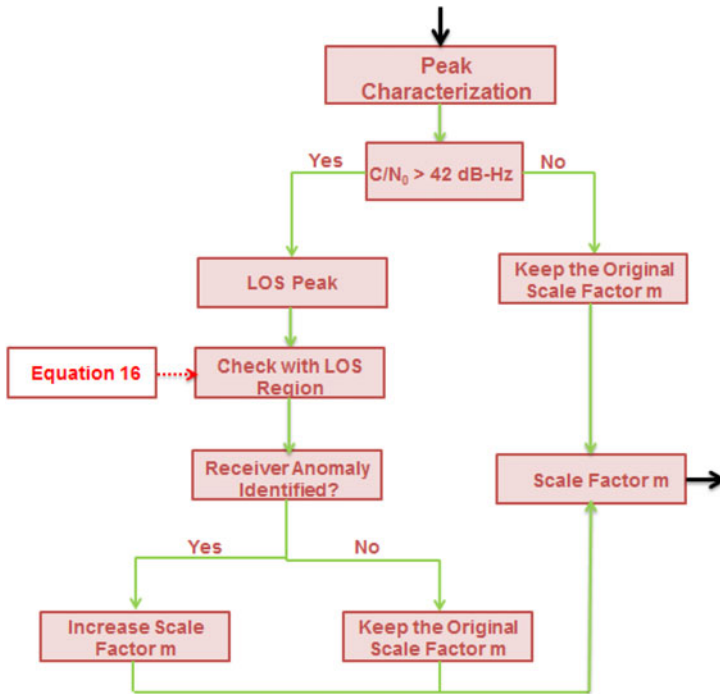 Peak
Characterization
Yes
C/N₀ > 42 dB-Hz
No
LOS Peak
Keep the Original
Scale Factor m
Equation 16
Check with LOS
Region
Receiver Anomaly
Identified?
Scale Factor m
Yes
No
Increase Scale
Factor m
Keep the Original
Scale Factor m